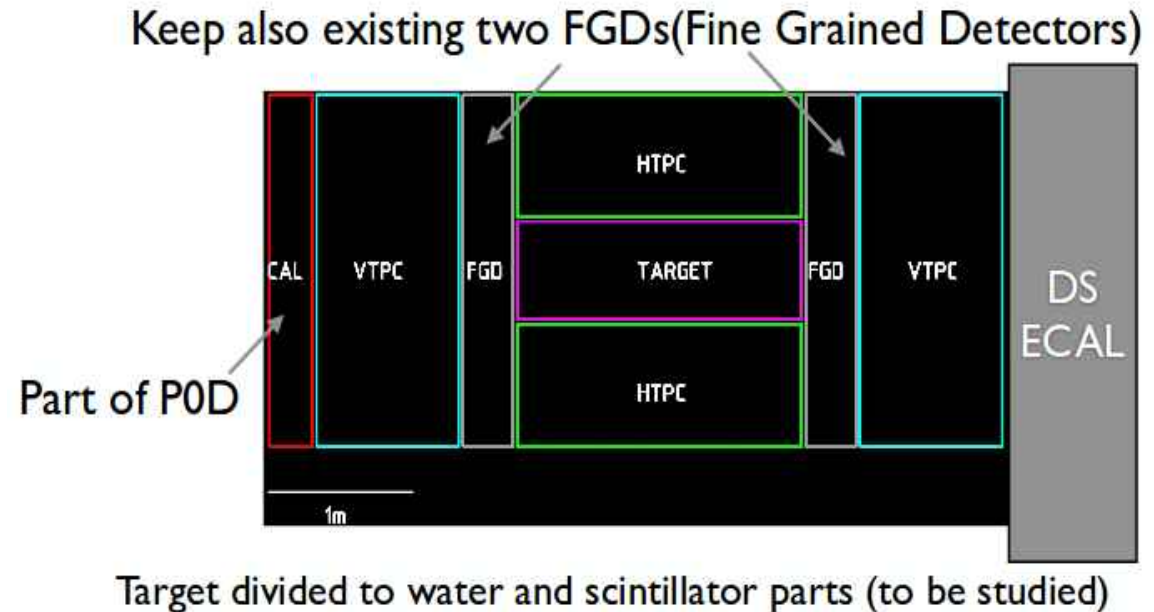 Keep also existing two FGDs(Fine Grained Detectors)
HTPC
CAL VTPC FGD TARGET FGD VTPC
DS
ECAL
Part of P0D
HTPC
1m
Target divided to water and scintillator parts (to be studied)